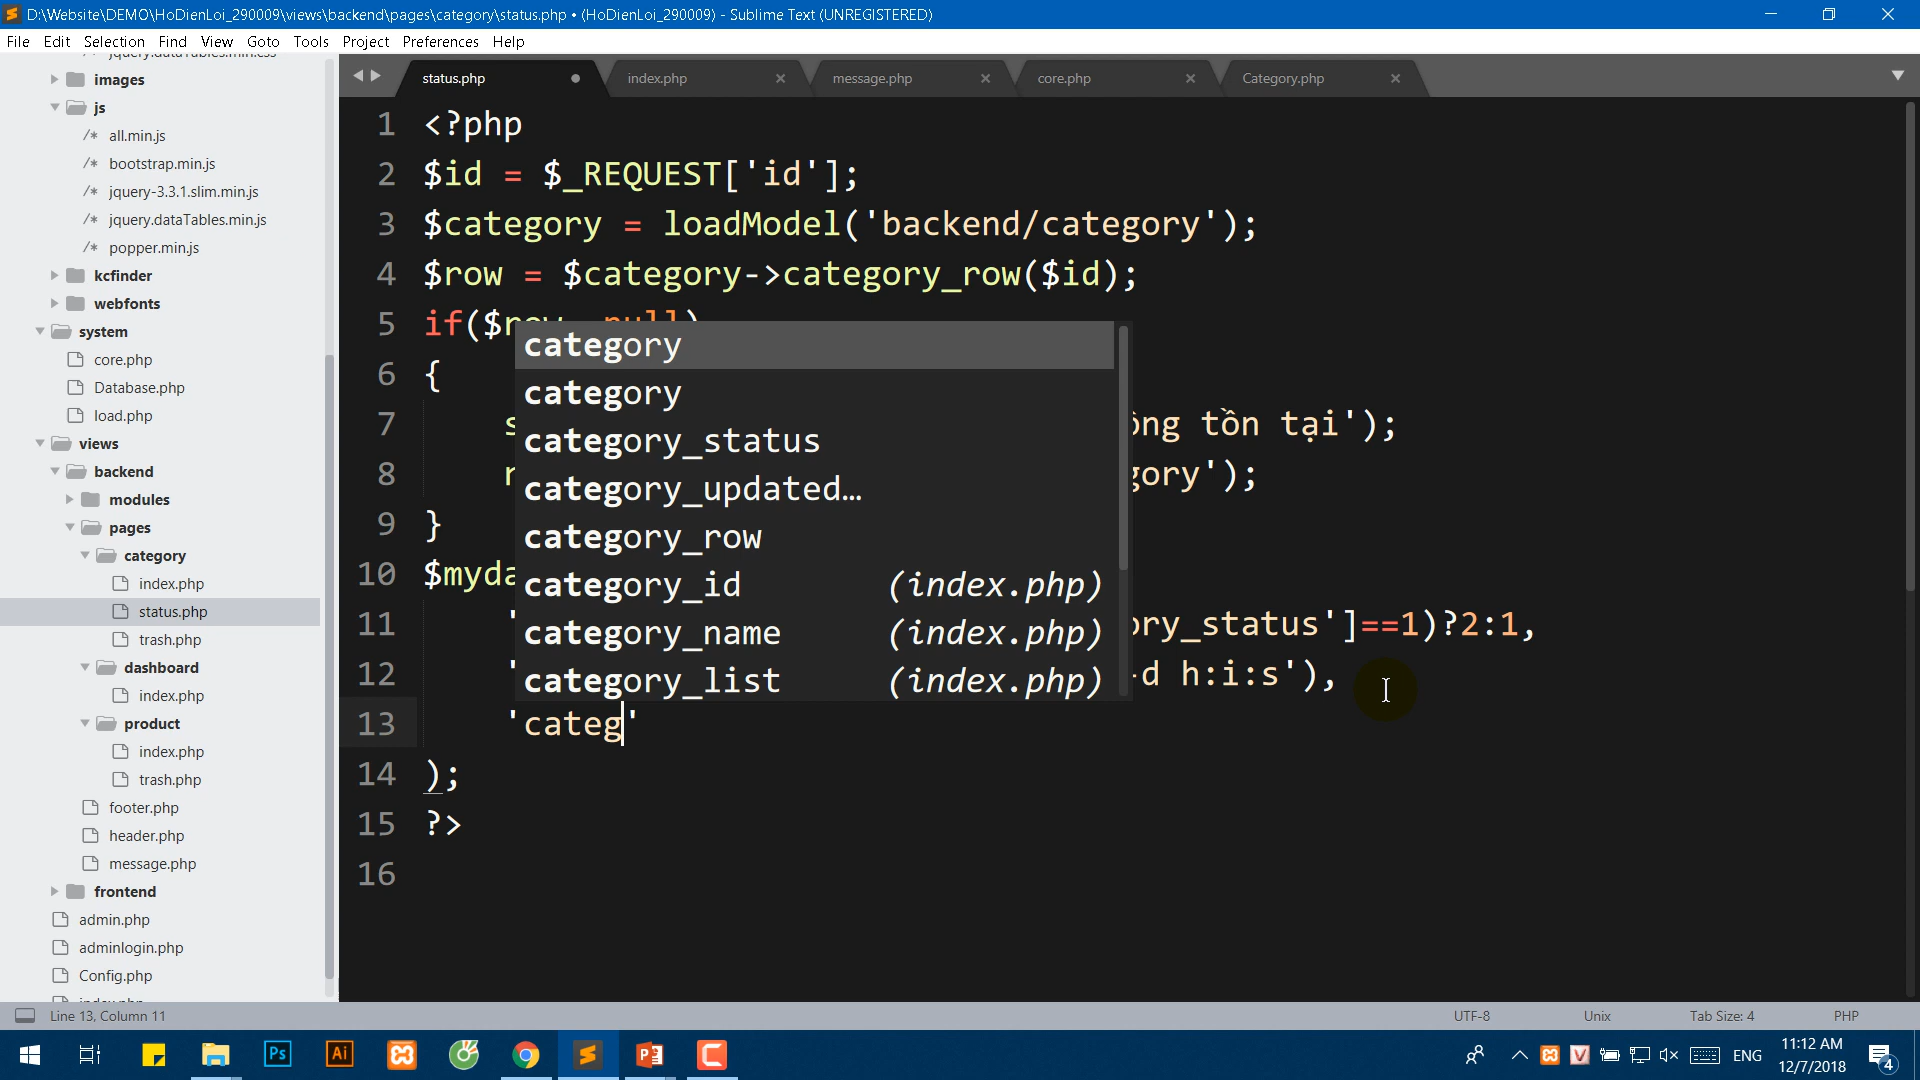 D:\Website\DEMO\HoDienLoi_290009\views\backend\pages\category\status.php • (HoDienLoi_290009) - Sublime Text (UNREGISTERED)
File Edit Selection Find View Goto Tools Project Preferences Help
images
js
/* all.min.js
/* bootstrap.min.js
/* jquery-3.3.1.slim.min.js
/* jquery.dataTables.min.js
/* popper.min.js
kcfinder
webfonts
system
core.php
Database.php
load.php
views
backend
modules
pages
category
index.php
status.php
trash.php
dashboard
index.php
product
index.php
trash.php
footer.php
header.php
message.php
frontend
admin.php
adminlogin.php
Config.php
status.php index.php message.php core.php Category.php
1 <?php
2 $id = $_REQUEST['id'];
3 $category = loadModel('backend/category');
4 $row = $category->category_row($id);
5 if($row null)
6 {
7 ông tồn tại');
8 gory');
9 }
10 $myda
11 ' ory_status']==1)?2:1,
12 ' -d h:i:s'),
13 'categ'
14 );
15 ?>
16
category
category
category_status
category_updated…
category_row
category_id (index.php)
category_name (index.php)
category_list (index.php)
Line 13, Column 11 UTF-8 Unix Tab Size: 4 PHP
Ps Ai ENG 11:12 AM
12/7/2018 4